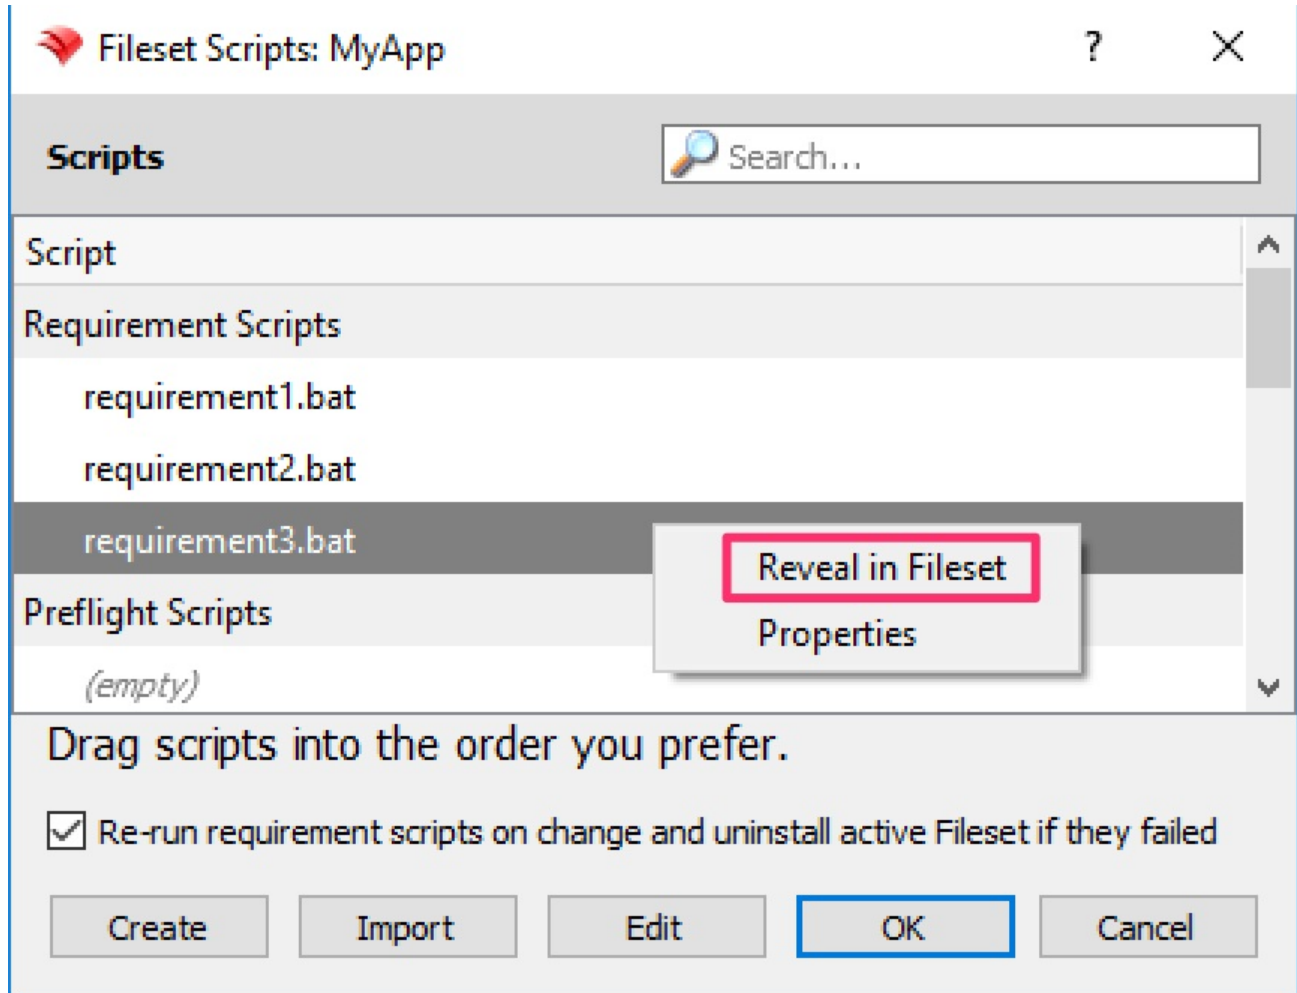 Fileset Scripts: MyApp ?
Scripts Search...
Script
Requirement Scripts
requirement1.bat
requirement2.bat
requirement3.bat
Reveal in Fileset
Preflight Scripts
Properties
(empty)
Drag scripts into the order you prefer.
Re-run requirement scripts on change and uninstall active Fileset if they failed
Create Import Edit OK Cancel